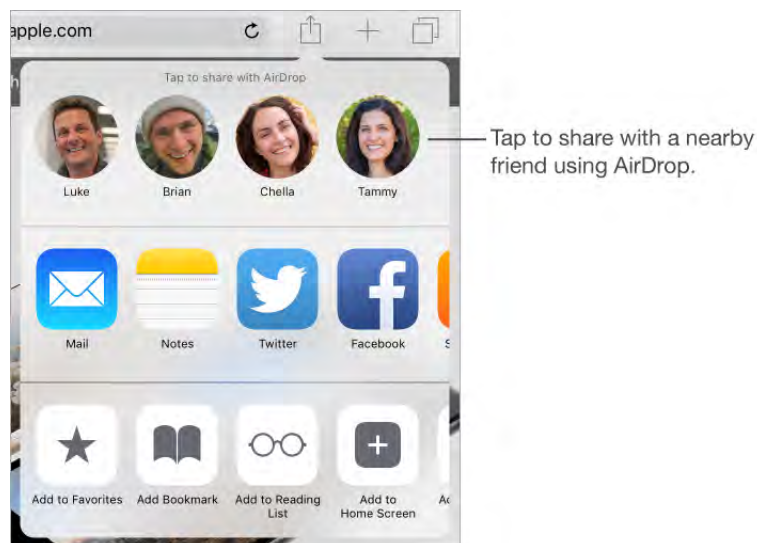 apple.com
Tap to share with AirDrop
Luke Brian Chella Tammy
Tap to share with a nearby
friend using AirDrop.
Mail Notes Twitter Facebook
Add to Favorites Add Bookmark Add to Reading List Add to Home Screen